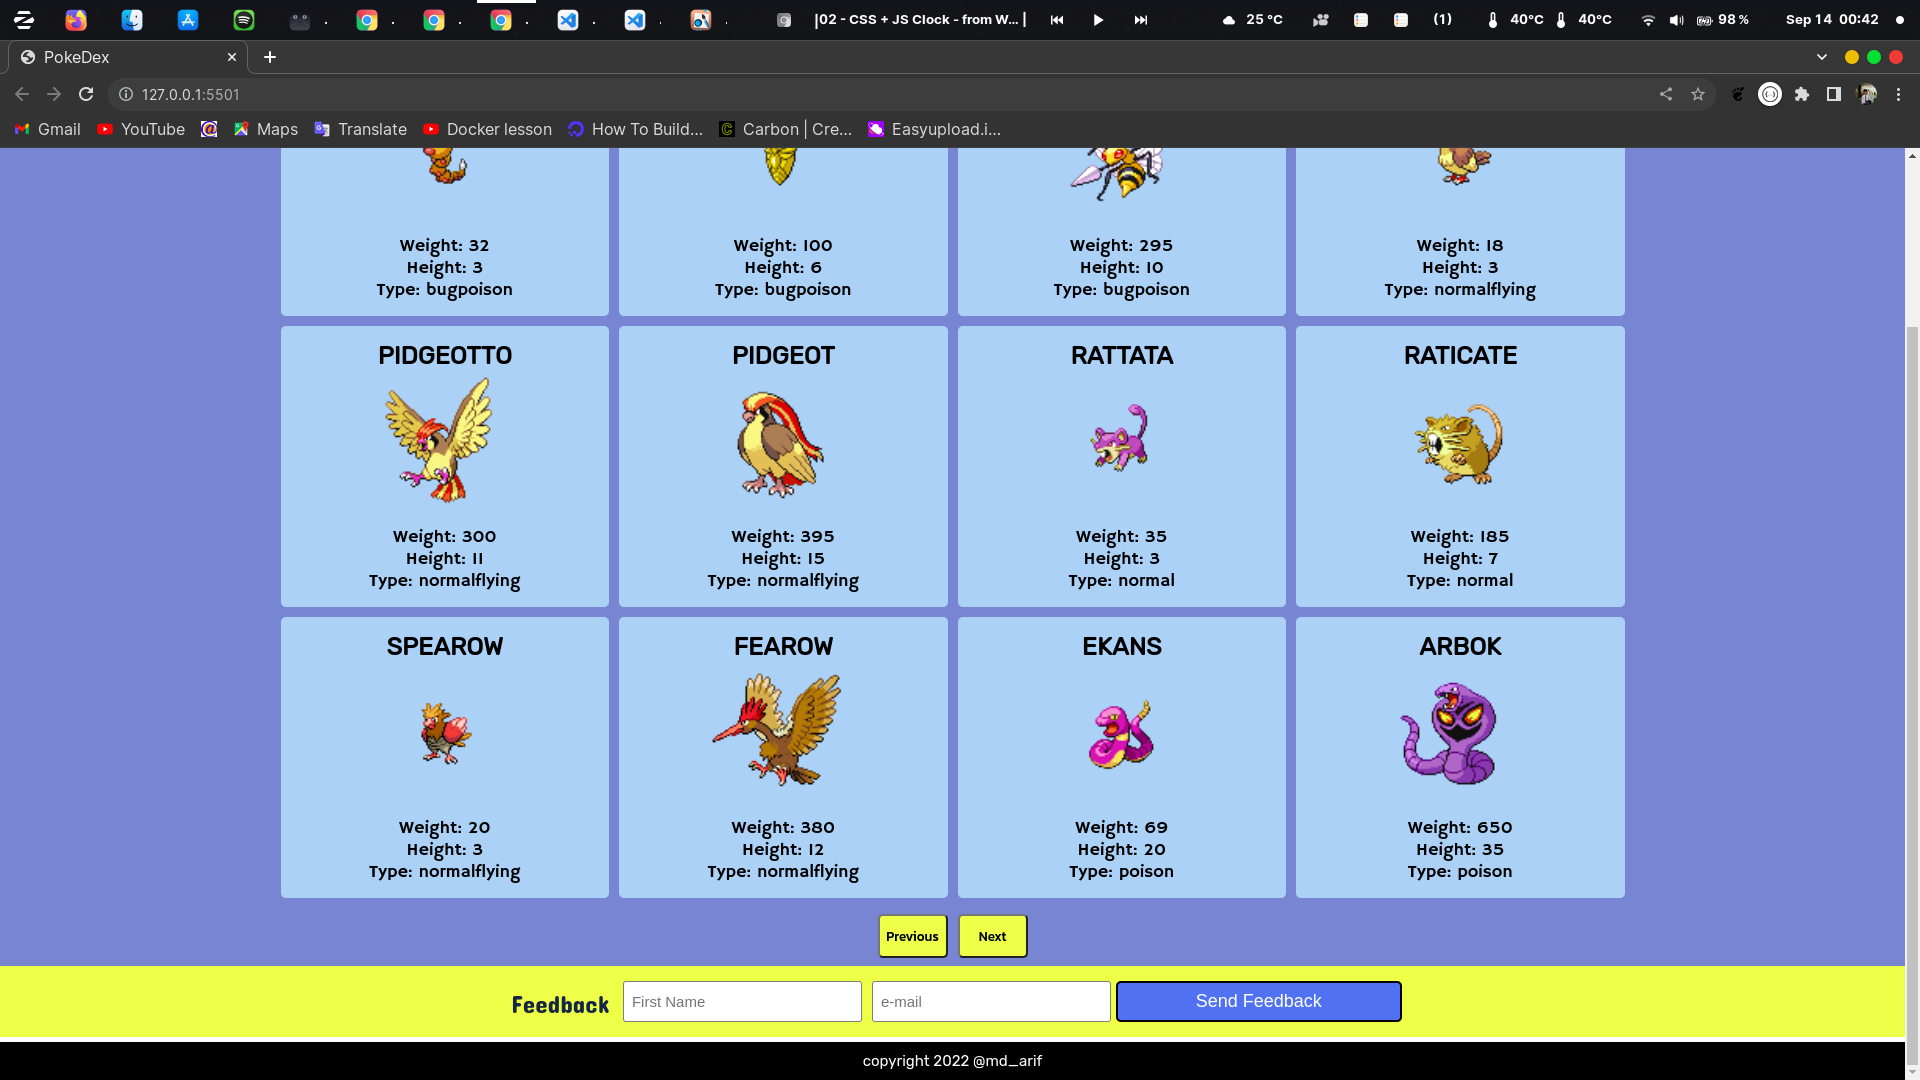 |02 - CSS + JS Clock - from W... |
25 °C
(1)
40°C
40°C
98 %
Sep 14 00:42
PokeDex
127.0.0.1:5501
Gmail
YouTube
Maps
Translate
Docker lesson
How To Build...
Carbon | Cre...
Easyupload.i...
Weight: 32
Height: 3
Type: bugpoison
Weight: 100
Height: 6
Type: bugpoison
Weight: 295
Height: 10
Type: bugpoison
Weight: 18
Height: 3
Type: normalflying
PIDGEOTTO
Weight: 300
Height: 11
Type: normalflying
PIDGEOT
Weight: 395
Height: 15
Type: normalflying
RATTATA
Weight: 35
Height: 3
Type: normal
RATICATE
Weight: 185
Height: 7
Type: normal
SPEAROW
Weight: 20
Height: 3
Type: normalflying
FEAROW
Weight: 380
Height: 12
Type: normalflying
EKANS
Weight: 69
Height: 20
Type: poison
ARBOK
Weight: 650
Height: 35
Type: poison
Previous
Next
Feedback
First Name
e-mail
Send Feedback
copyright 2022 @md_arif